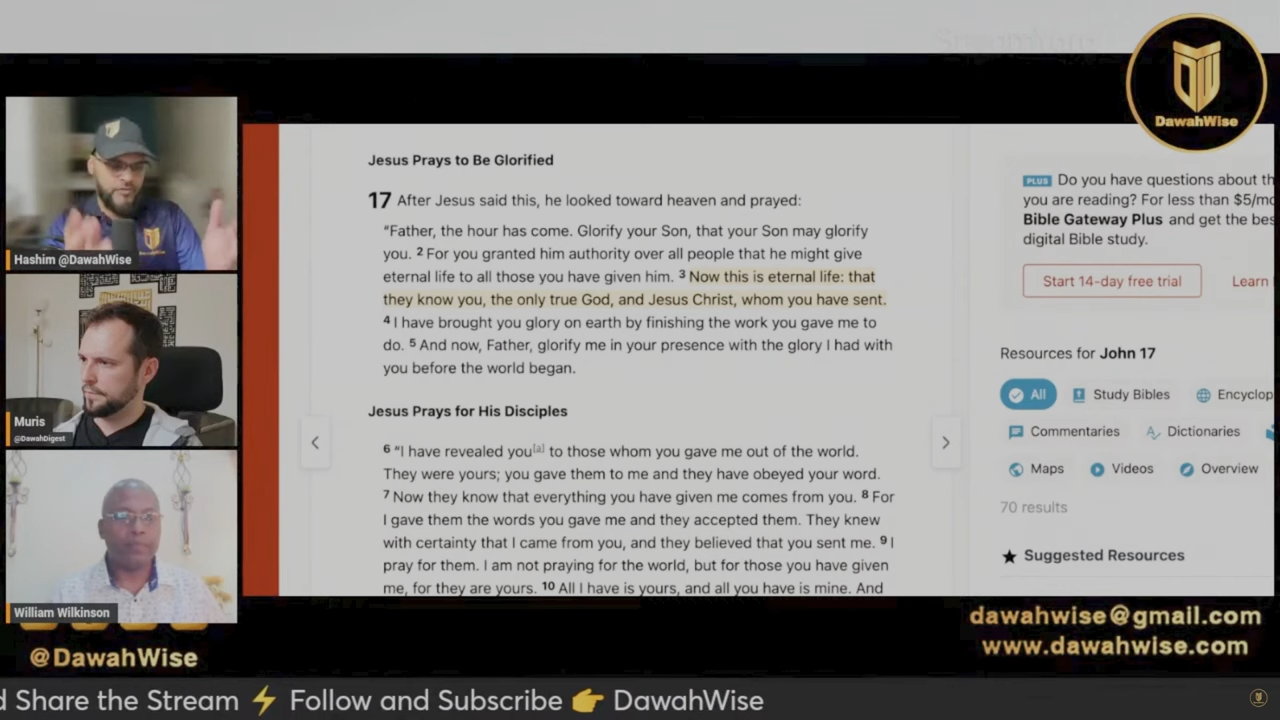 DawahWise
Hashim @DawahWise
Muris
@DawahDigest
William Wilkinson
@DawahWise
Jesus Prays to Be Glorified
17 After Jesus said this, he looked toward heaven and prayed:
“Father, the hour has come. Glorify your Son, that your Son may glorify
you. 2 For you granted him authority over all people that he might give
eternal life to all those you have given him. 3 Now this is eternal life: that
they know you, the only true God, and Jesus Christ, whom you have sent.
4 I have brought you glory on earth by finishing the work you gave me to
do. 5 And now, Father, glorify me in your presence with the glory I had with
you before the world began.
Jesus Prays for His Disciples
6 “I have revealed you[a] to those whom you gave me out of the world.
They were yours; you gave them to me and they have obeyed your word.
7 Now they know that everything you have given me comes from you. 8 For
I gave them the words you gave me and they accepted them. They knew
with certainty that I came from you, and they believed that you sent me. 9 I
pray for them. I am not praying for the world, but for those you have given
me, for they are yours. 10 All I have is yours, and all you have is mine. And
PLUS Do you have questions about th
you are reading? For less than $5/mo
Bible Gateway Plus and get the bes
digital Bible study.
Start 14-day free trial
Learn
Resources for John 17
All
Study Bibles
Encyclop
Commentaries
Dictionaries
Maps
Videos
Overview
70 results
★ Suggested Resources
dawahwise@gmail.com
www.dawahwise.com
d Share the Stream ⚡ Follow and Subscribe 👉 DawahWise